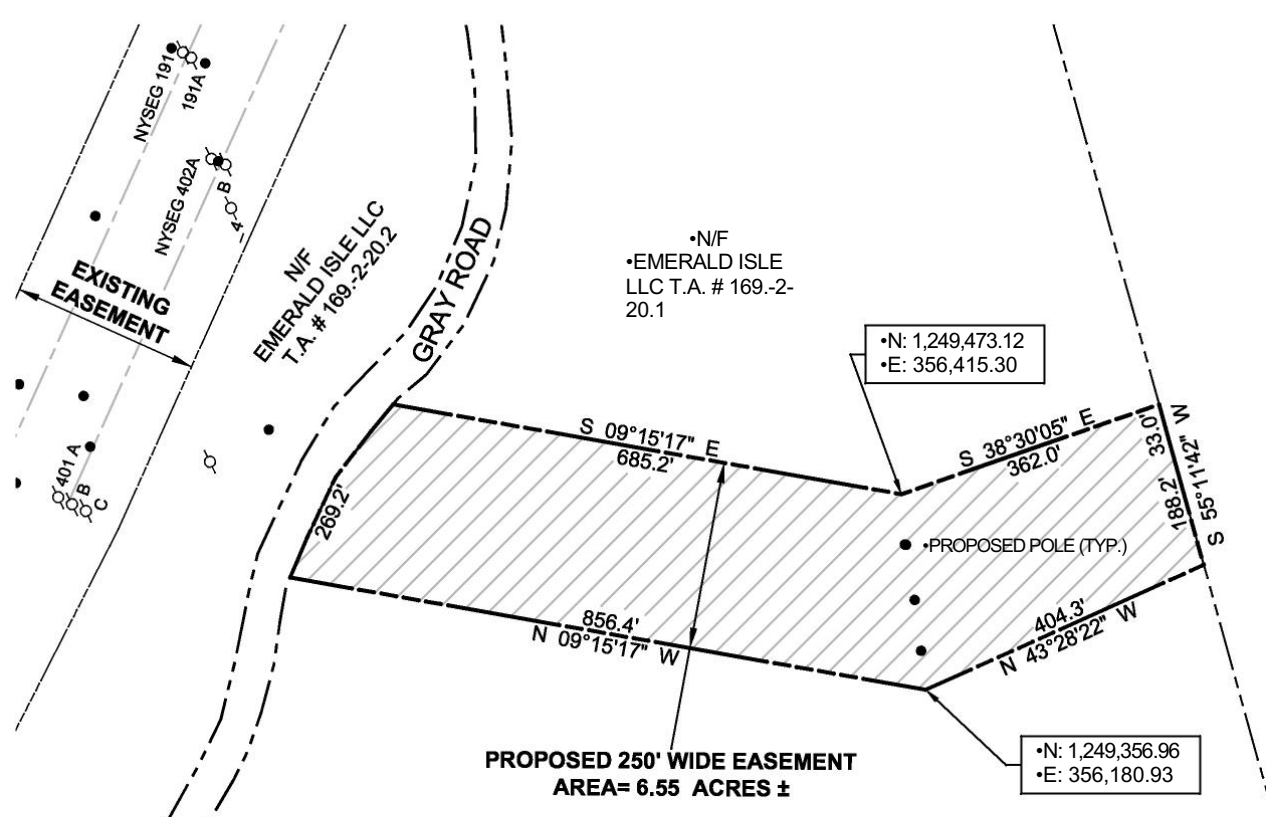 NYSEG 191
191A
NYSEG 402A
B
4
EXISTING
EASEMENT
N/F
EMERALD ISLE LLC
T.A. # 169.-2-20.2
GRAY ROAD
•N/F
•EMERALD ISLE
LLC T.A. # 169.-2-
20.1
•N: 1,249,473.12
•E: 356,415.30
401 A
B
C
269.2'
S 09°15'17" E
685.2'
S 38°30'05" E
362.0'
33.0'
188.2'
S 55°11'42" W
•PROPOSED POLE (TYP.)
856.4'
N 09°15'17" W
404.3'
N 43°28'22" W
PROPOSED 250' WIDE EASEMENT
AREA= 6.55 ACRES ±
•N: 1,249,356.96
•E: 356,180.93